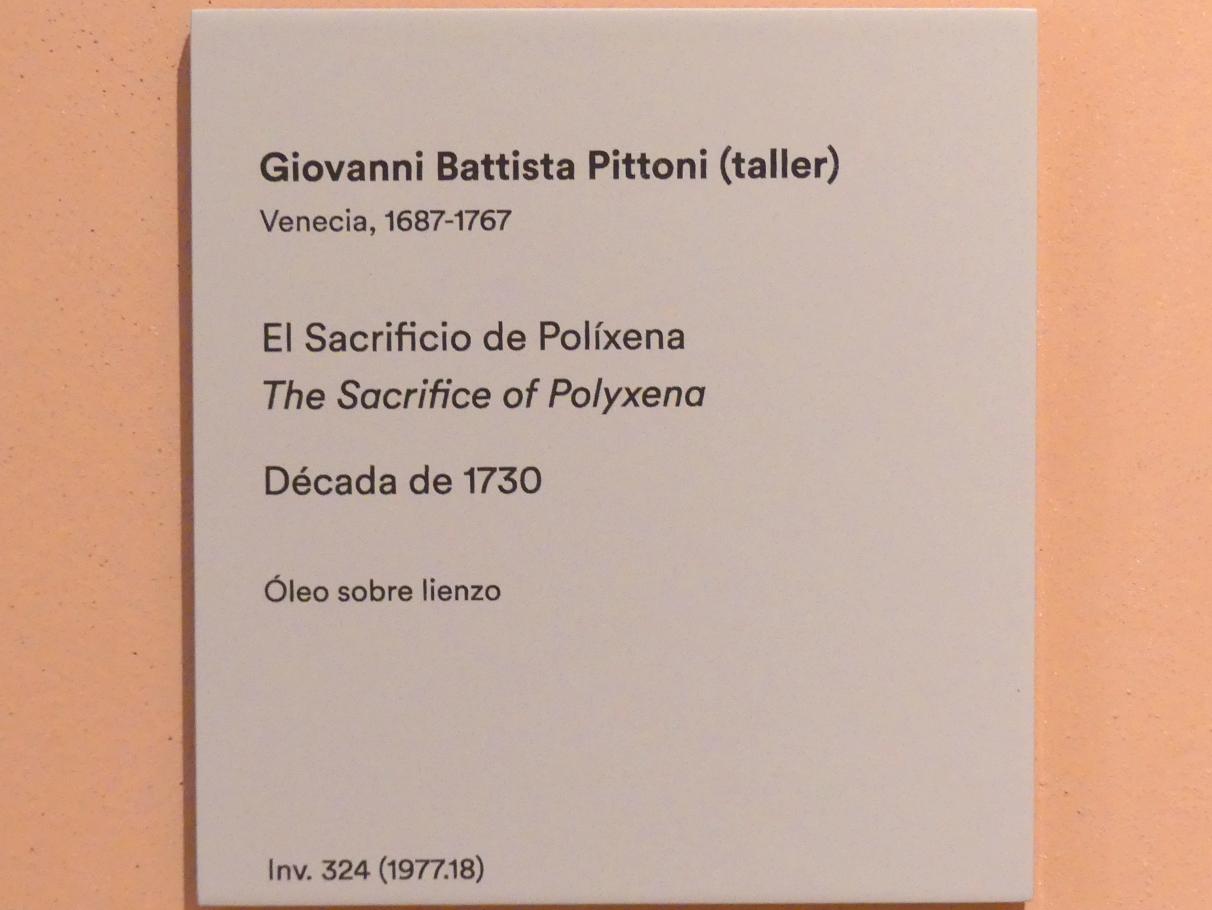 Giovanni Battista Pittoni (taller)
Venecia, 1687-1767
El Sacrificio de Políxena
The Sacrifice of Polyxena
Década de 1730
Óleo sobre lienzo
Inv. 324 (1977.18)